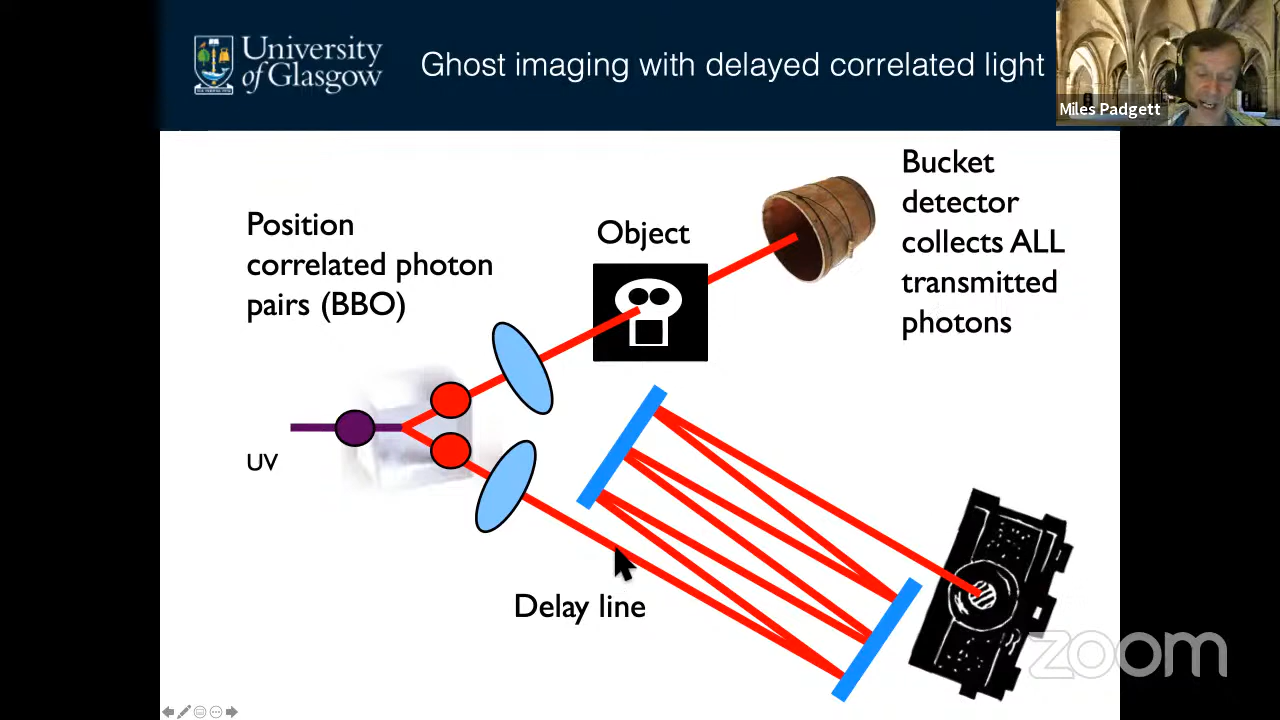 University
of Glasgow
Ghost imaging with delayed correlated light
Miles Padgett
Position
correlated photon
pairs (BBO)
Object
Bucket
detector
collects ALL
transmitted
photons
UV
Delay line
zoom